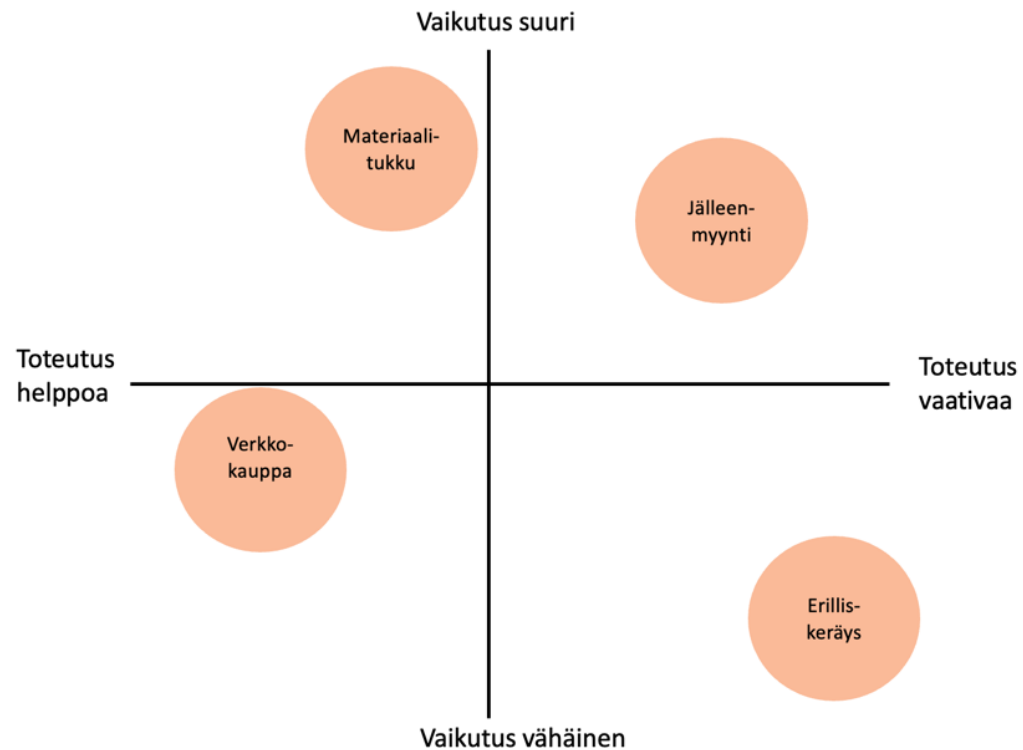 Vaikutus suuri
Materiaali-
tukku
Jälleen-
myynti
Toteutus
helppoa
Toteutus
vaativaa
Verkko-
kauppa
Erillis-
keräys
Vaikutus vähäinen